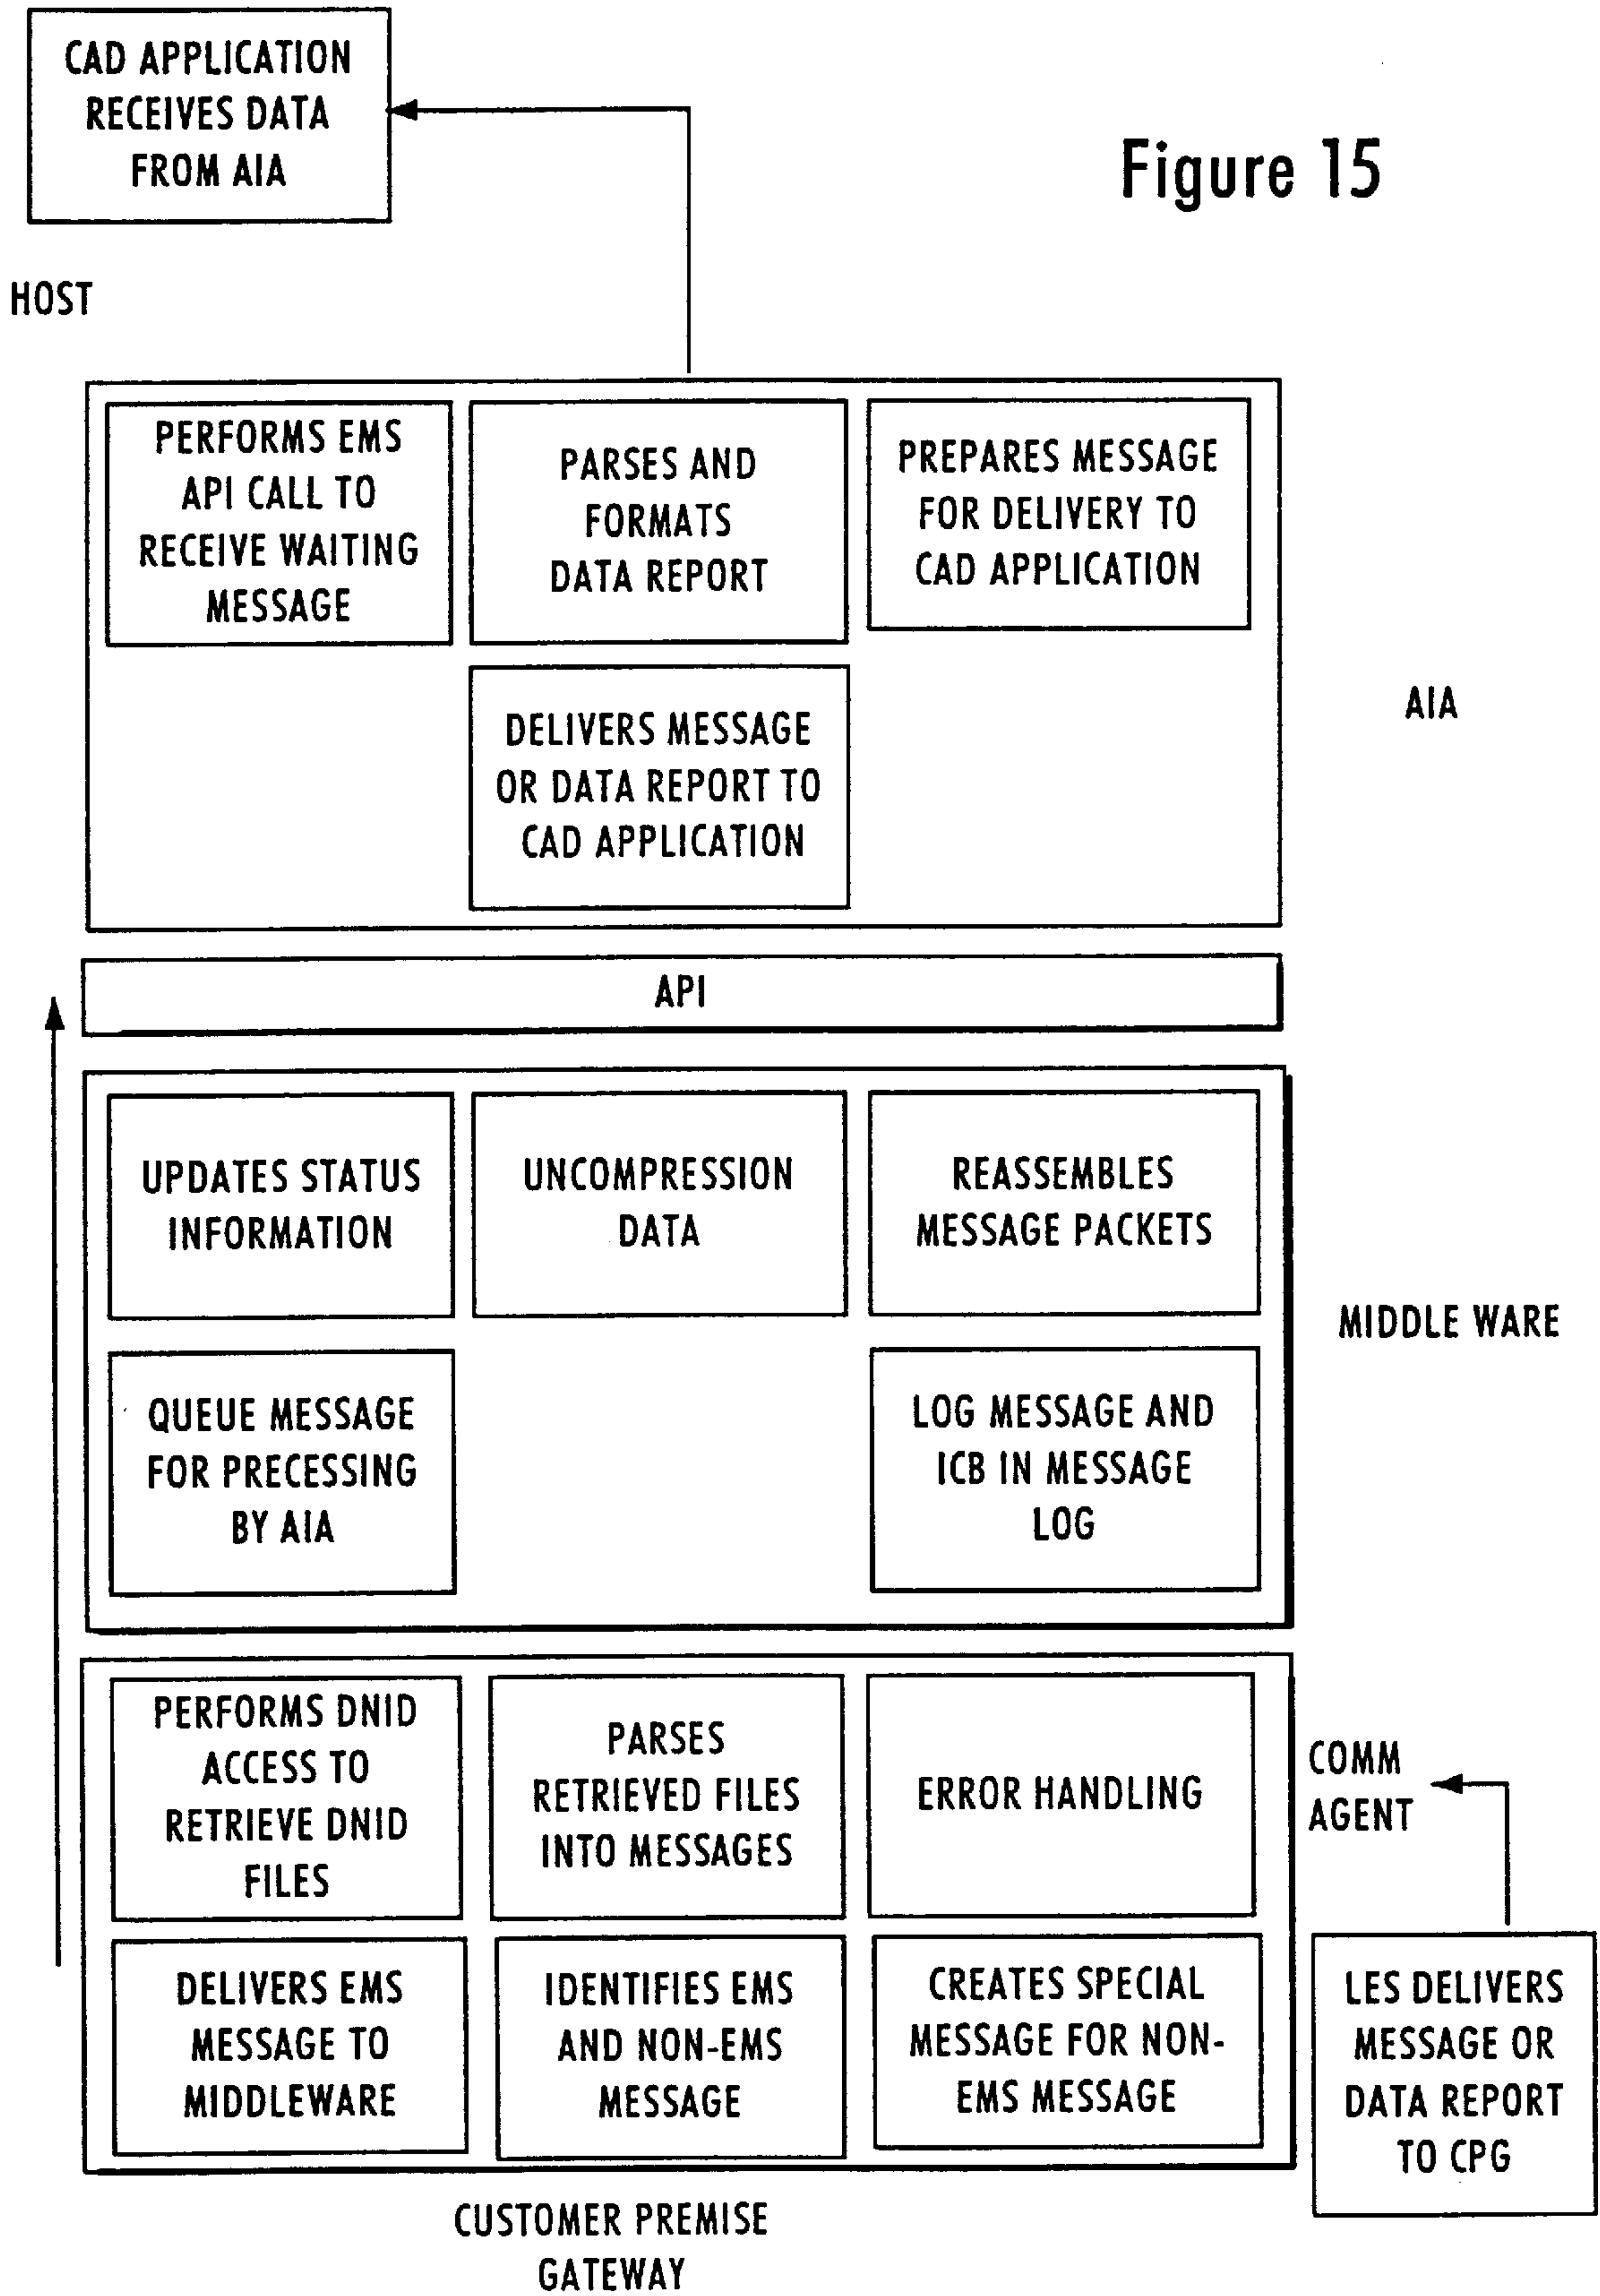 CAD APPLICATION
RECEIVES DATA
FROM AIA
Figure 15
HOST
PERFORMS EMS
API CALL TO
RECEIVE WAITING
MESSAGE
PARSES AND
FORMATS
DATA REPORT
PREPARES MESSAGE
FOR DELIVERY TO
CAD APPLICATION
DELIVERS MESSAGE
OR DATA REPORT TO
CAD APPLICATION
AIA
API
UPDATES STATUS
INFORMATION
UNCOMPRESSION
DATA
REASSEMBLES
MESSAGE PACKETS
MIDDLE WARE
QUEUE MESSAGE
FOR PRECESSING
BY AIA
LOG MESSAGE AND
ICB IN MESSAGE
LOG
PERFORMS DNID
ACCESS TO
RETRIEVE DNID
FILES
PARSES
RETRIEVED FILES
INTO MESSAGES
ERROR HANDLING
COMM
AGENT
DELIVERS EMS
MESSAGE TO
MIDDLEWARE
IDENTIFIES EMS
AND NON-EMS
MESSAGE
CREATES SPECIAL
MESSAGE FOR NON-
EMS MESSAGE
LES DELIVERS
MESSAGE OR
DATA REPORT
TO CPG
CUSTOMER PREMISE
GATEWAY